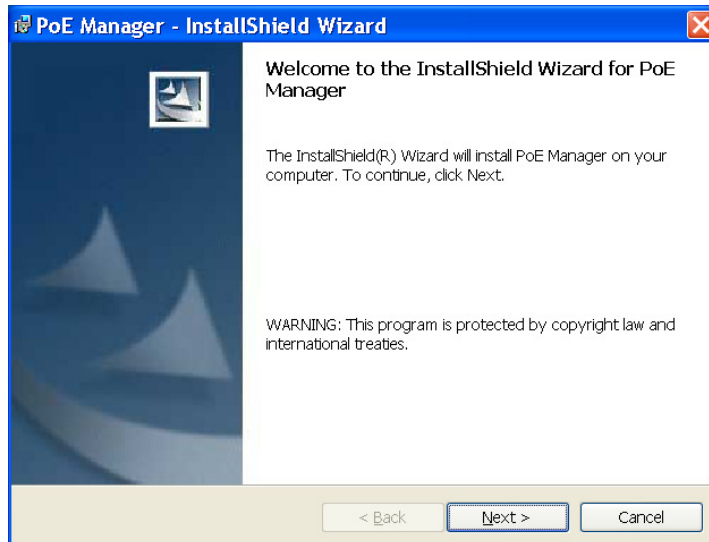 PoE Manager - InstallShield Wizard
Welcome to the InstallShield Wizard for PoE
Manager
The InstallShield(R) Wizard will install PoE Manager on your
computer. To continue, click Next.
WARNING: This program is protected by copyright law and
international treaties.
< Back Next > Cancel